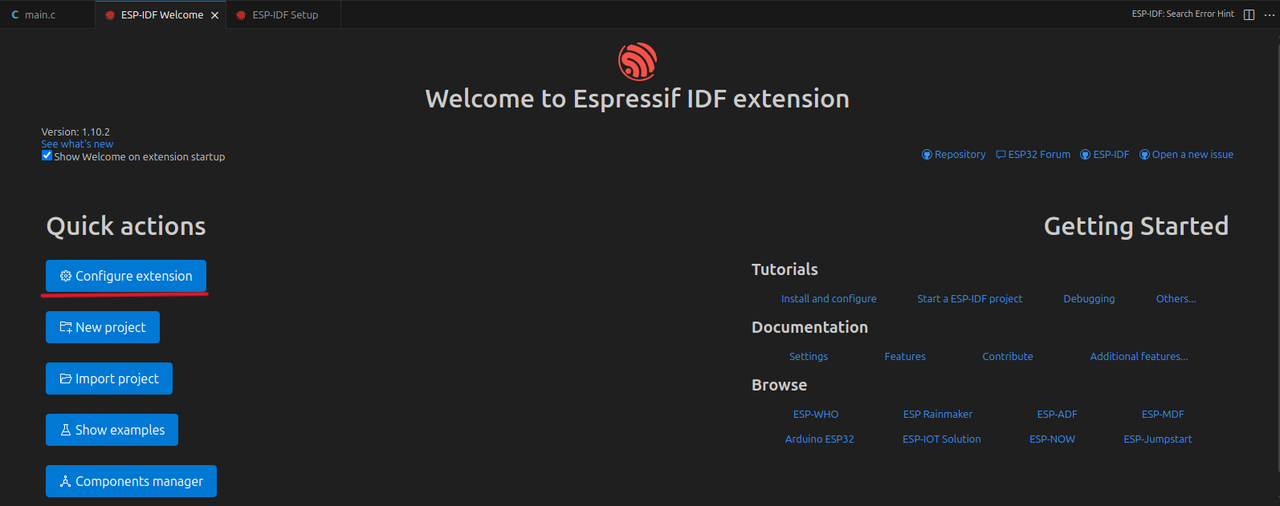 C main.c ESP-IDF Welcome ESP-IDF Setup ESP-IDF: Search Error Hint
Welcome to Espressif IDF extension
Version: 1.10.2
See what's new
Show Welcome on extension startup
Repository ESP32 Forum ESP-IDF Open a new issue
Quick actions
Configure extension
New project
Import project
Show examples
Components manager
Getting Started
Tutorials
Install and configure Start a ESP-IDF project Debugging Others...
Documentation
Settings Features Contribute Additional features...
Browse
ESP-WHO ESP Rainmaker ESP-ADF ESP-MDF
Arduino ESP32 ESP-IOT Solution ESP-NOW ESP-Jumpstart